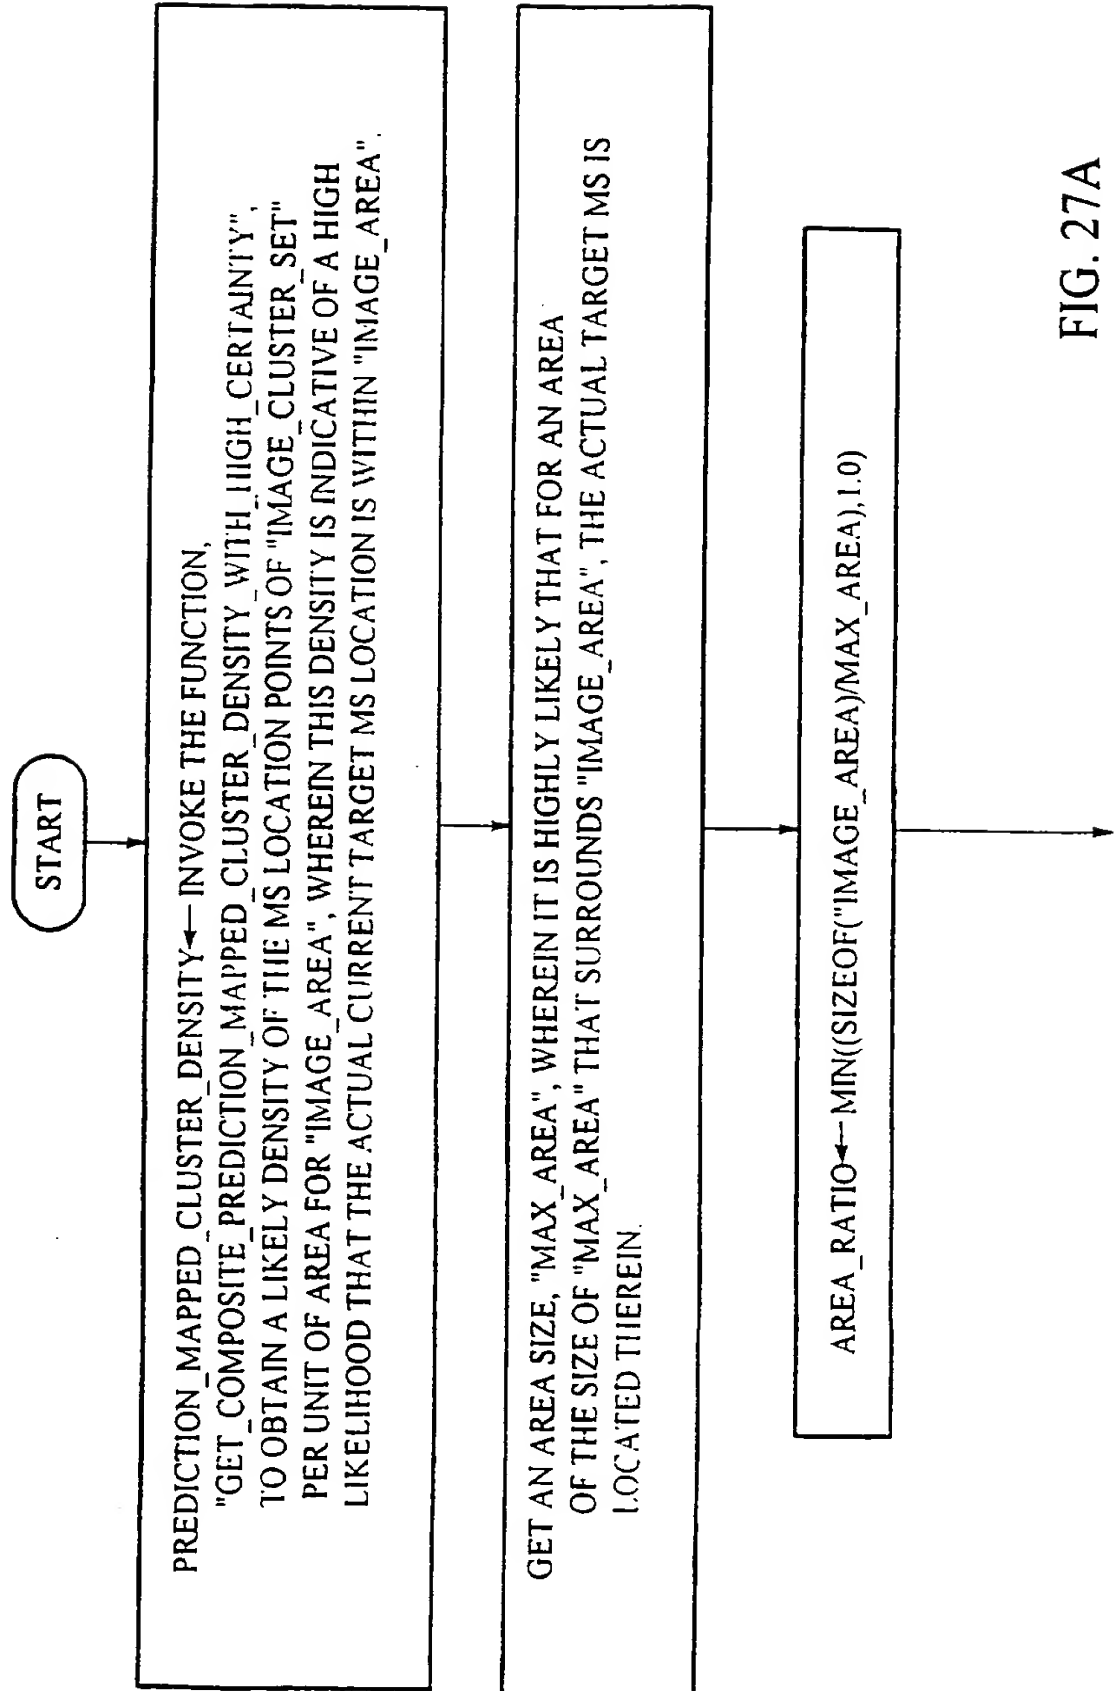 START
PREDICTION_MAPPED_CLUSTER_DENSITY← INVOKE THE FUNCTION,
"GET_COMPOSITE_PREDICTION_MAPPED_CLUSTER_DENSITY_WITH_HIGH_CERTAINTY",
TO OBTAIN A LIKELY DENSITY OF THE MS LOCATION POINTS OF "IMAGE_CLUSTER_SET"
PER UNIT OF AREA FOR "IMAGE_AREA", WHEREIN THIS DENSITY IS INDICATIVE OF A HIGH
LIKELIHOOD THAT THE ACTUAL CURRENT TARGET MS LOCATION IS WITHIN "IMAGE_AREA".
GET AN AREA SIZE, "MAX_AREA", WHEREIN IT IS HIGHLY LIKELY THAT FOR AN AREA
OF THE SIZE OF "MAX_AREA" THAT SURROUNDS "IMAGE_AREA", THE ACTUAL TARGET MS IS
LOCATED THEREIN.
AREA_RATIO← MIN((SIZEOF("IMAGE_AREA)/MAX_AREA),1.0)
FIG. 27A